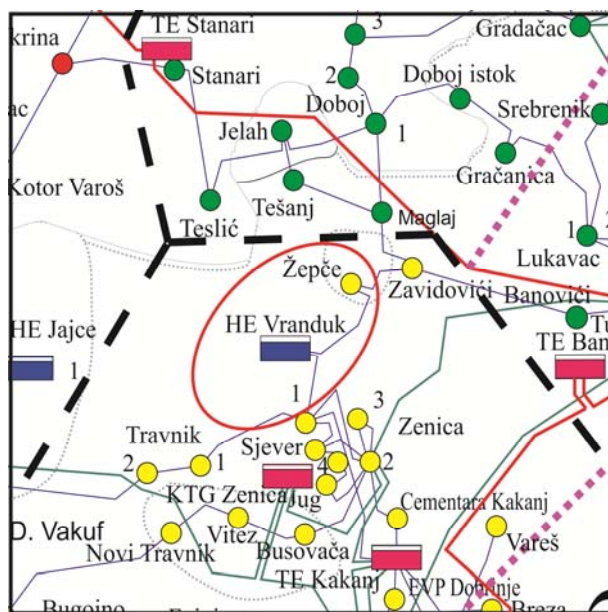 TE Stanari
3
Gradačac
krina
2
Doboj istok
Stanari
ac
Doboj
Srebrenik
Jelah
1
Gračanica
Kotor Varoš
Tešanj
Teslić
Maglaj
1
2
Lukavac
Žepče
Zavidovići
Banovići
HE Jajce
HE Vranduk
Tu
1
TE Ban
1
3
Travnik
Sjever
Zenica
2
1
4
2
KTG Zenica
Jug
Cementara Kakanj
D. Vakuf
Vitez
Vareš
Novi Travnik
Busovača
TE Kakanj
EVP Dobrinje
Bugojno
Breza